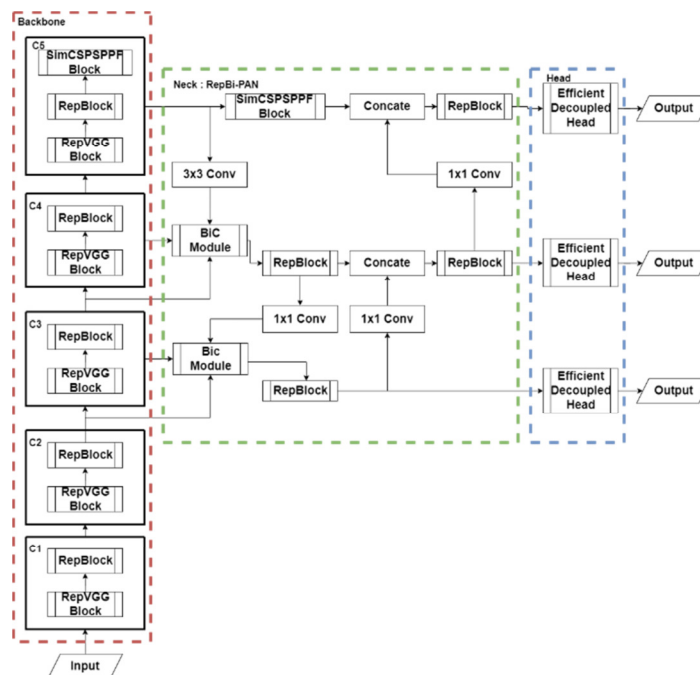 Backbone
C5
SimCSPSPPF
Block
RepBlock
RepVGG
Block
C4
RepBlock
RepVGG
Block
C3
RepBlock
RepVGG
Block
C2
RepBlock
RepVGG
Block
C1
RepBlock
RepVGG
Block
Input
Neck : RepBi-PAN
SimCSPSPPF
Block
Concate
RepBlock
3x3 Conv
1x1 Conv
BiC
Module
RepBlock
Concate
RepBlock
1x1 Conv
1x1 Conv
Bic
Module
RepBlock
Head
Efficient
Decoupled
Head
Output
Efficient
Decoupled
Head
Output
Efficient
Decoupled
Head
Output